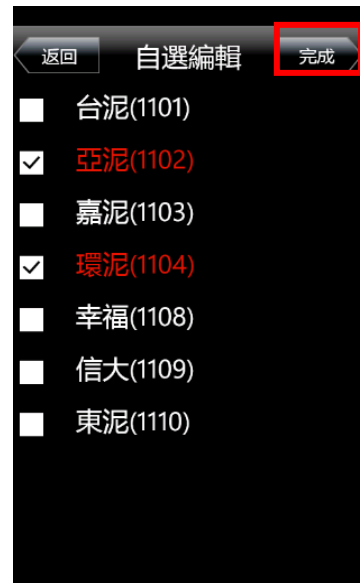 返回 自選編輯 完成
台泥(1101)
亞泥(1102)
嘉泥(1103)
環泥(1104)
幸福(1108)
信大(1109)
東泥(1110)